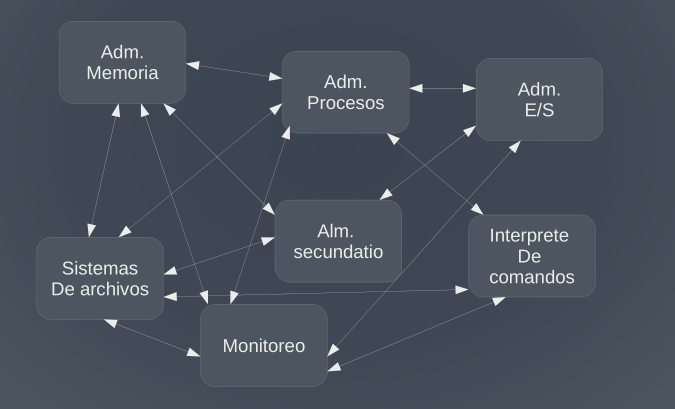 Adm.
Memoria
Adm.
Procesos
Adm.
E/S
Alm.
secundatio
Interprete
De
comandos
Sistemas
De archivos
Monitoreo